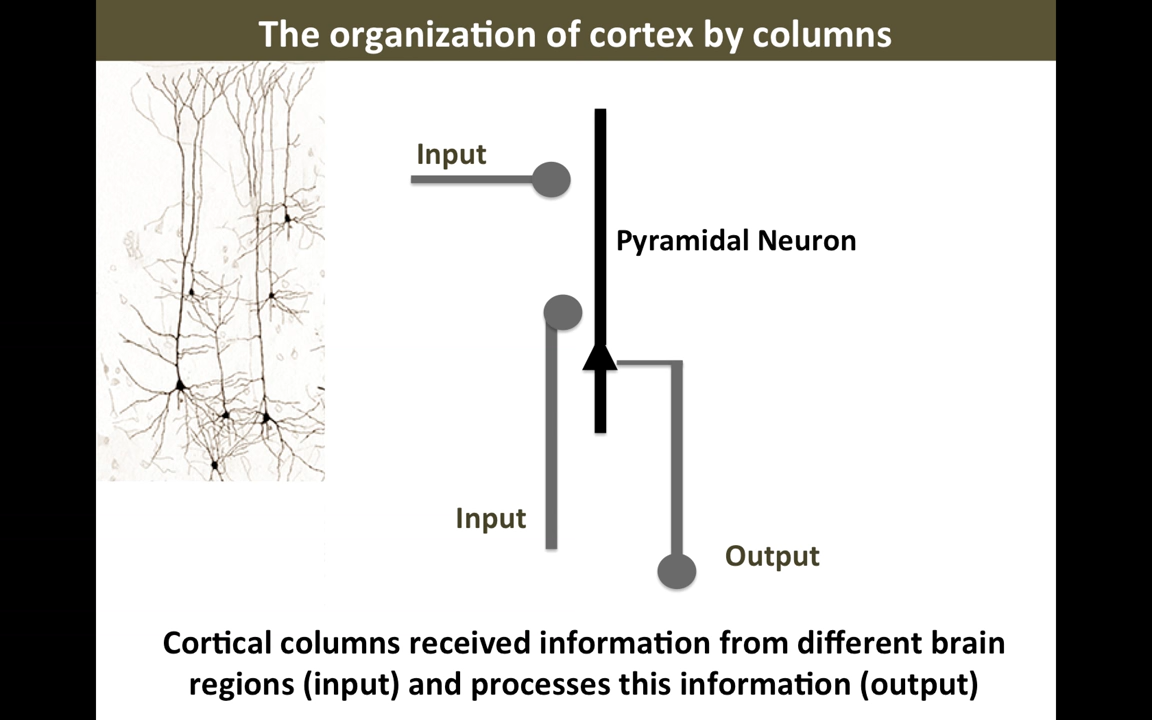 The organization of cortex by columns
Input
Pyramidal Neuron
Input
Output
Cortical columns received information from different brain
regions (input) and processes this information (output)